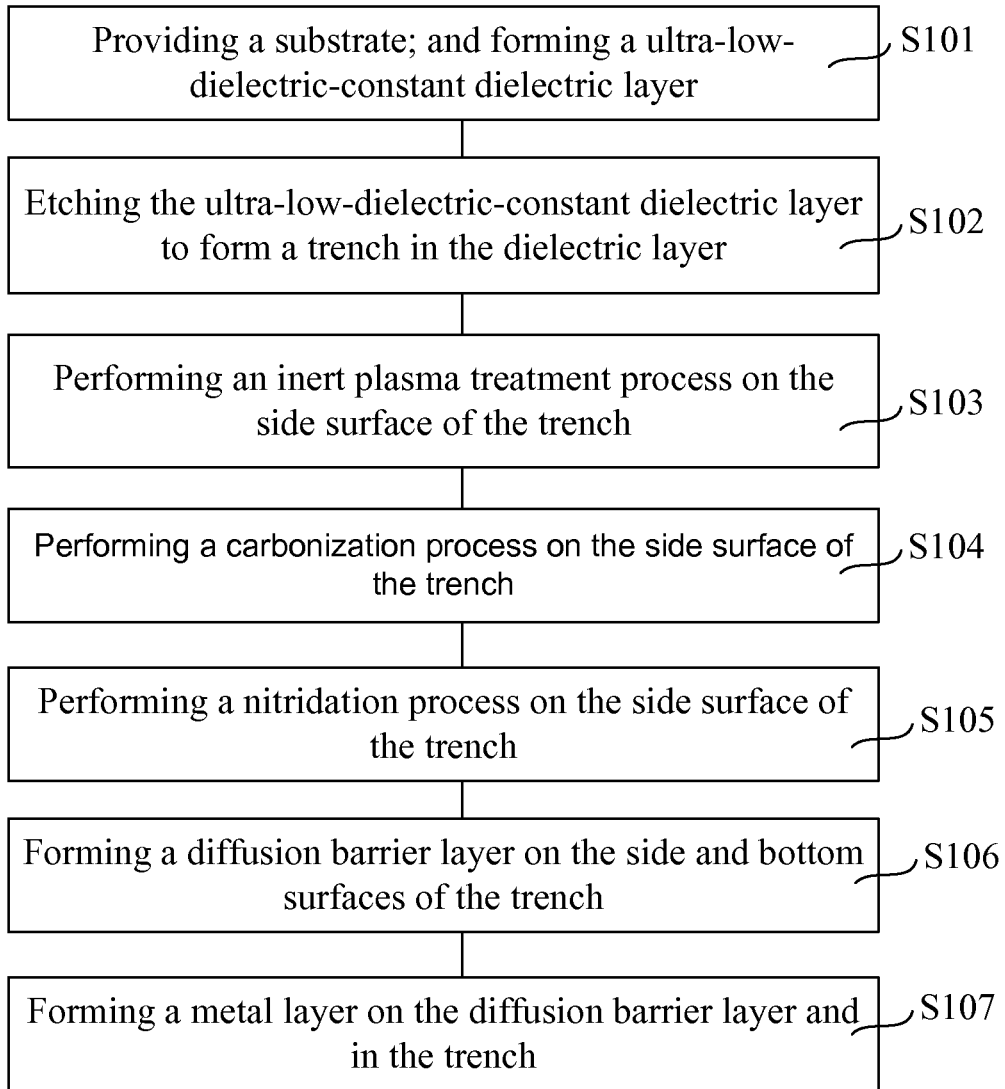 Providing a substrate; and forming a ultra-low-
dielectric-constant dielectric layer
S101
Etching the ultra-low-dielectric-constant dielectric layer
to form a trench in the dielectric layer
S102
Performing an inert plasma treatment process on the
side surface of the trench
S103
Performing a carbonization process on the side surface of
the trench
S104
Performing a nitridation process on the side surface of
the trench
S105
Forming a diffusion barrier layer on the side and bottom
surfaces of the trench
S106
Forming a metal layer on the diffusion barrier layer and
in the trench
S107